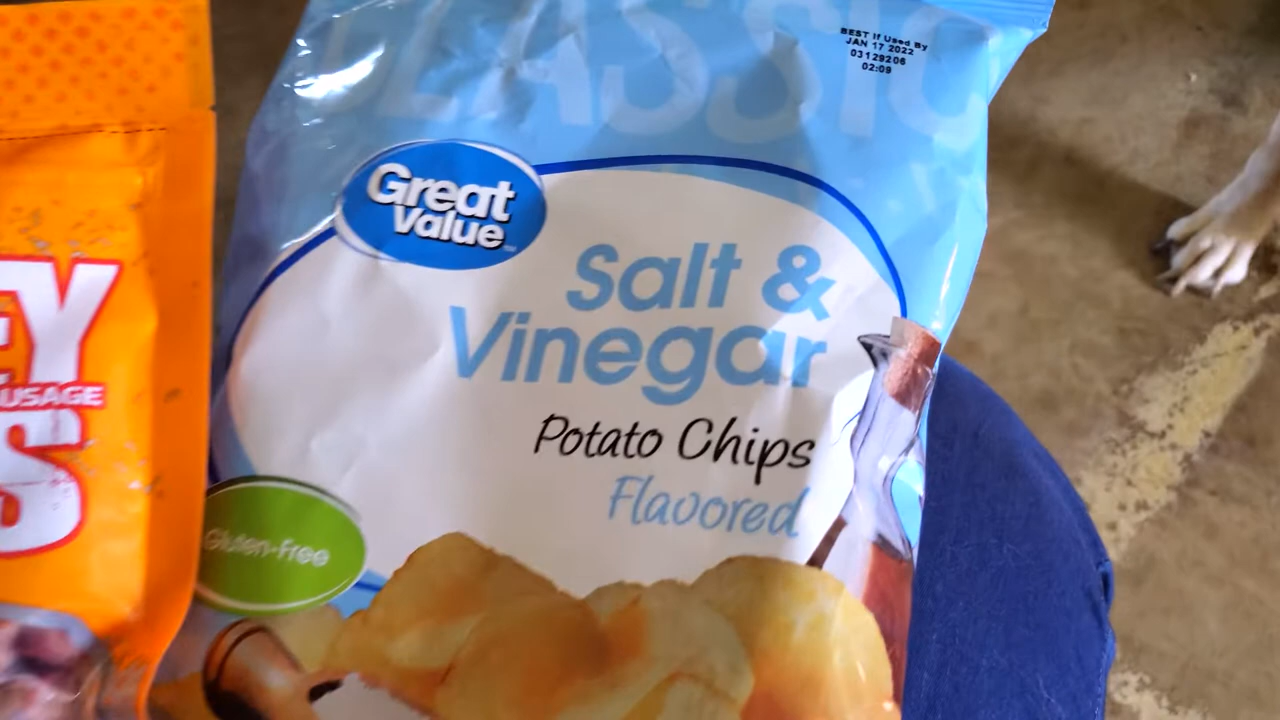 CLASSIC
BEST If Used By
JAN 17 2022
03129206
02:09
Great
Value
Salt &
Vinegar
Potato Chips
Flavored
Gluten-Free
EY
USAGE
S